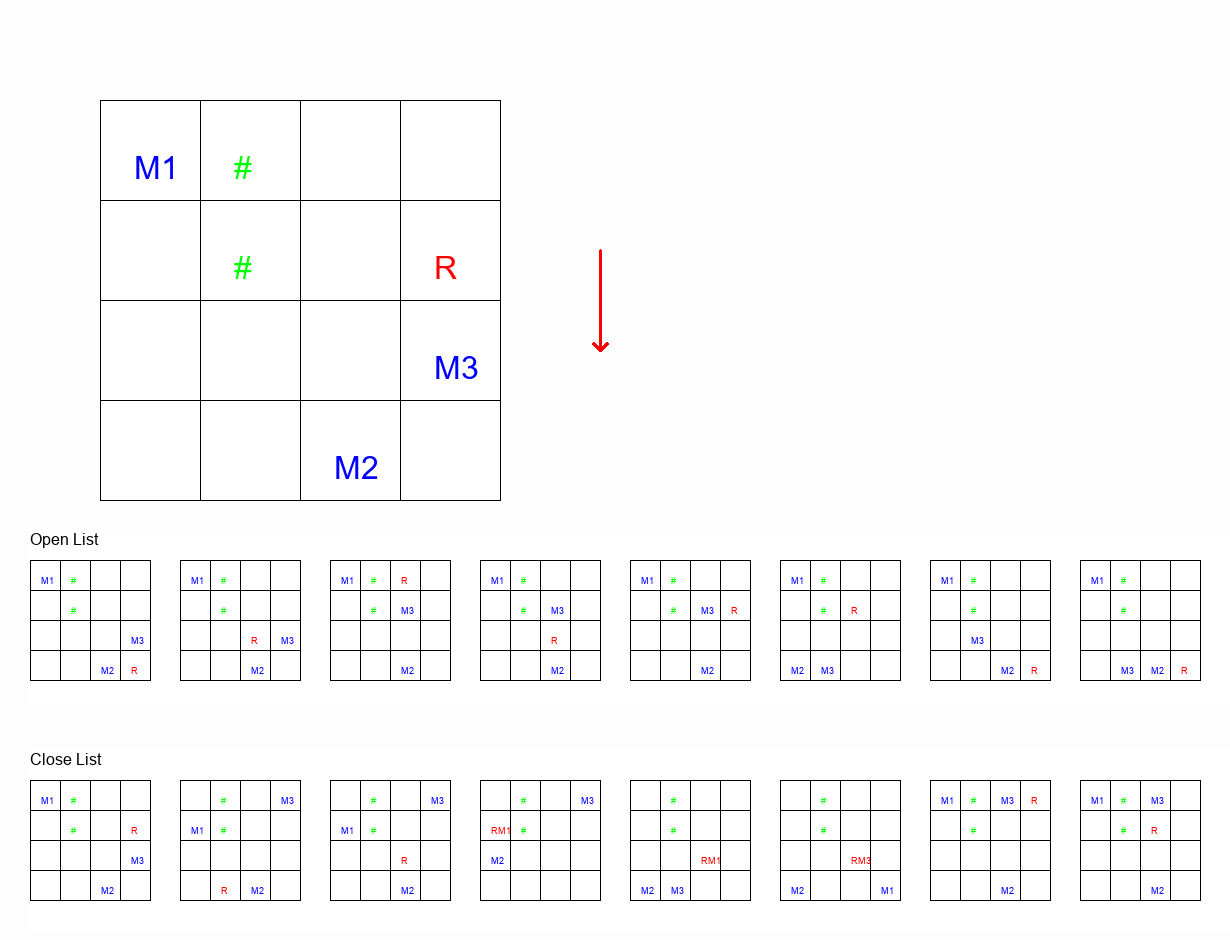 M1 #
# R
M3
M2
Open List
M1 # M1 # M1 # R M1 # M1 # M1 # M1 # M1 #
# # # M3 # M3 # M3 R # R # #
M3 R M3 R M3
M2 R M2 M2 M2 M2 M2 M3 M2 R M3 M2 R
Close List
M1 # # M3 # M3 # M3 # # M1 # M3 R M1 # M3
# R M1 # M1 # RM1 # # # # # R
M3 R M2 RM1 RM3
M2 R M2 M2 M2 M3 M2 M1 M2 M2